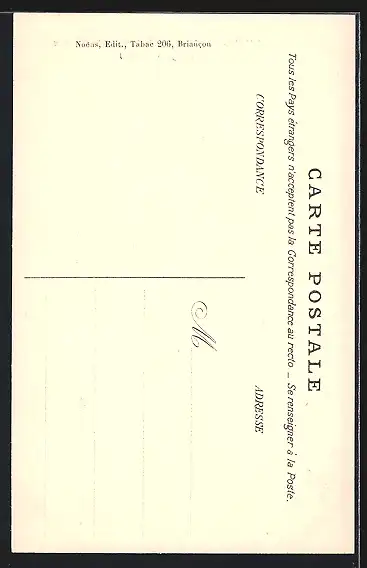 CARTE POSTALE
Tous les Pays étrangers n'acceptent pas la Correspondance au recto _ Se renseigner à la Poste.
CORRESPONDANCE
ADRESSE
M
Noëus, Edit., Tabac 206, Briançon